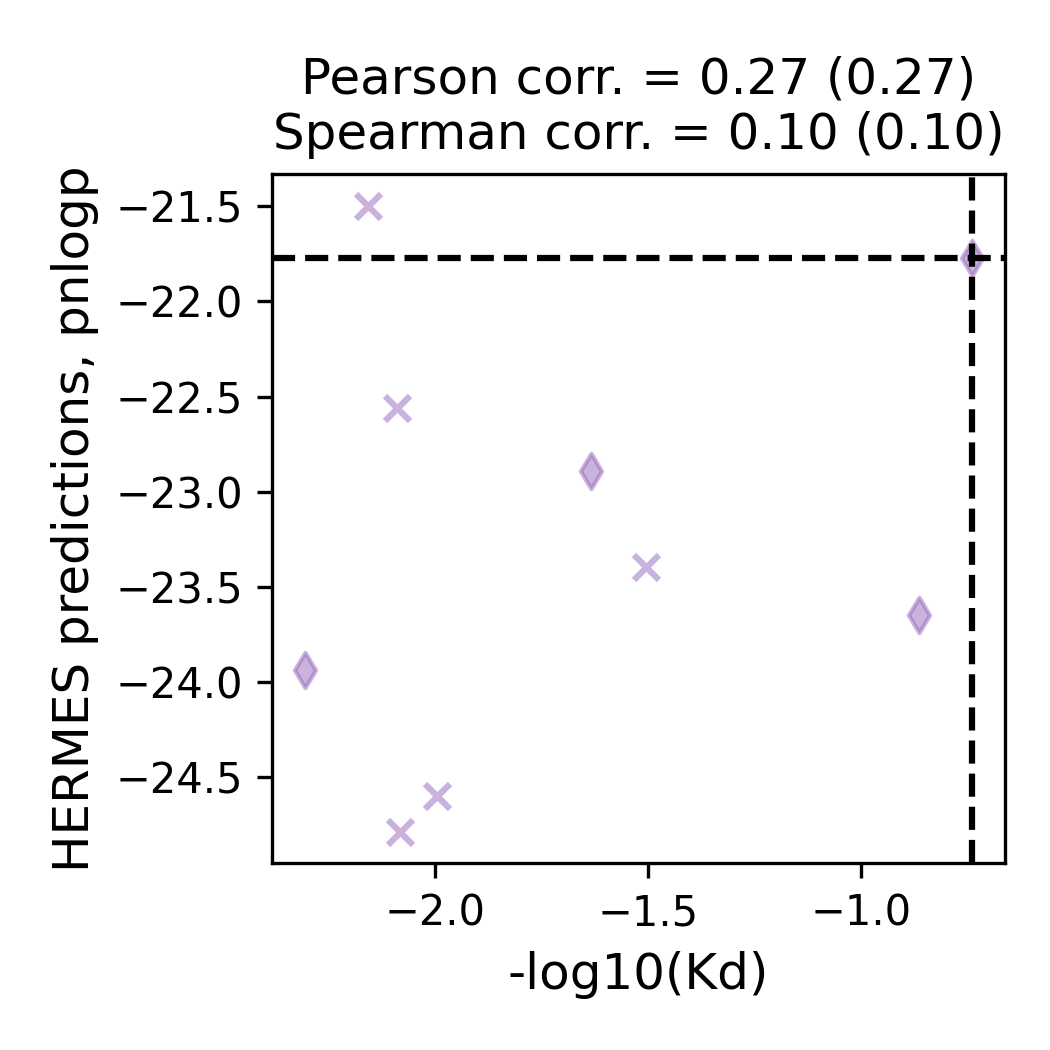 Pearson corr. = 0.27 (0.27)
Spearman corr. = 0.10 (0.10)
HERMES predictions, pnlogp
−21.5
−22.0
−22.5
−23.0
−23.5
−24.0
−24.5
−2.0
−1.5
−1.0
-log10(Kd)